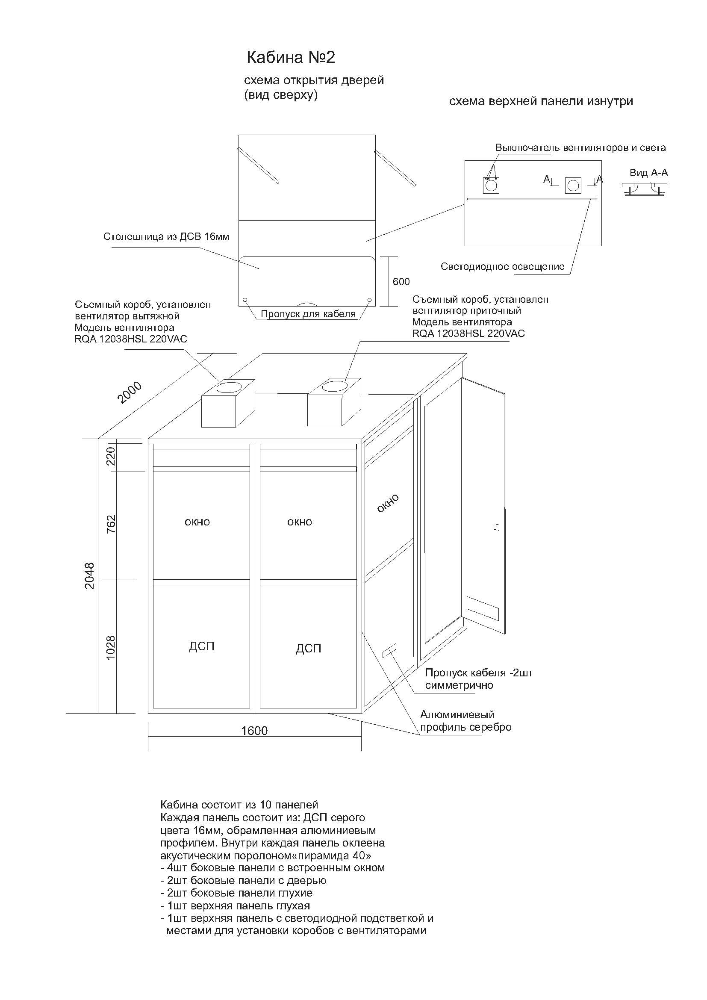 Кабина №2
схема открытия дверей
(вид сверху)
схема верхней панели изнутри
Выключатель вентиляторов и света
Вид А-А
А
А
Столешница из ДСВ 16мм
Светодиодное освещение
600
Пропуск для кабеля
Съемный короб, установлен
вентилятор вытяжной
Модель вентилятора
RQA 12038HSL 220VAC
Съемный короб, установлен
вентилятор приточный
Модель вентилятора
RQA 12038HSL 220VAC
2000
220
762
2048
1028
окно
окно
окно
ДСП
ДСП
Пропуск кабеля -2шт
симметрично
Алюминиевый
профиль серебро
1600
Кабина состоит из 10 панелей
Каждая панель состоит из: ДСП серого
цвета 16мм, обрамленная алюминиевым
профилем. Внутри каждая панель оклеена
акустическим поролоном«пирамида 40»
- 4шт боковые панели с встроенным окном
- 2шт боковые панели с дверью
- 2шт боковые панели глухие
- 1шт верхняя панель глухая
- 1шт верхняя панель с светодиодной подстветкой и
местами для установки коробов с вентиляторами